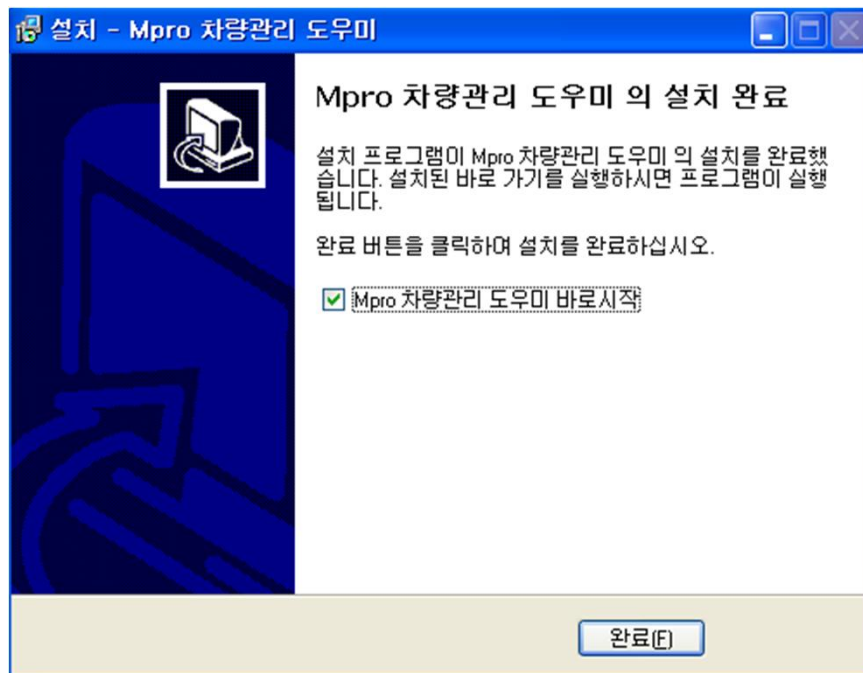 설치 - Mpro 차량관리 도우미
Mpro 차량관리 도우미 의 설치 완료
설치 프로그램이 Mpro 차량관리 도우미 의 설치를 완료했
습니다. 설치된 바로 가기를 실행하시면 프로그램이 실행
됩니다.
완료 버튼을 클릭하여 설치를 완료하십시오.
Mpro 차량관리 도우미 바로시작
완료(F)